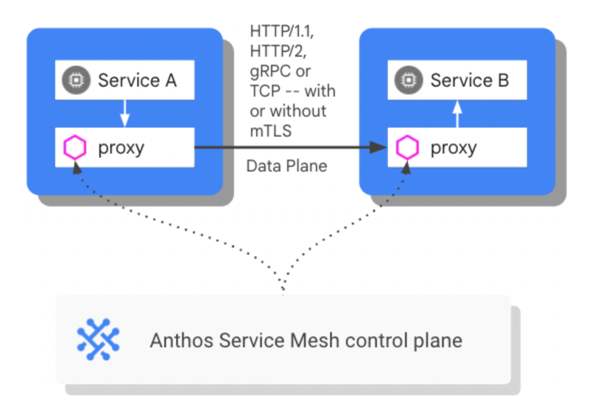 HTTP/1.1,
HTTP/2,
gRPC or
TCP -- with
or without
mTLS
Service A
Service B
proxy
proxy
Data Plane
Anthos Service Mesh control plane